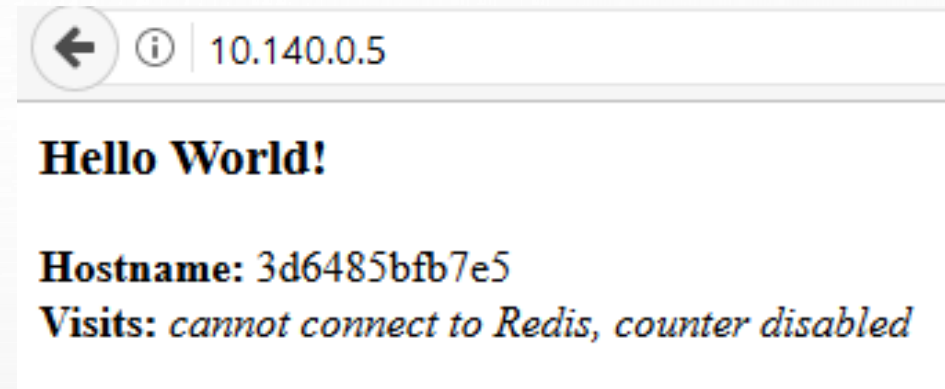 10.140.0.5
Hello World!
Hostname: 3d6485bfb7e5
Visits: cannot connect to Redis, counter disabled